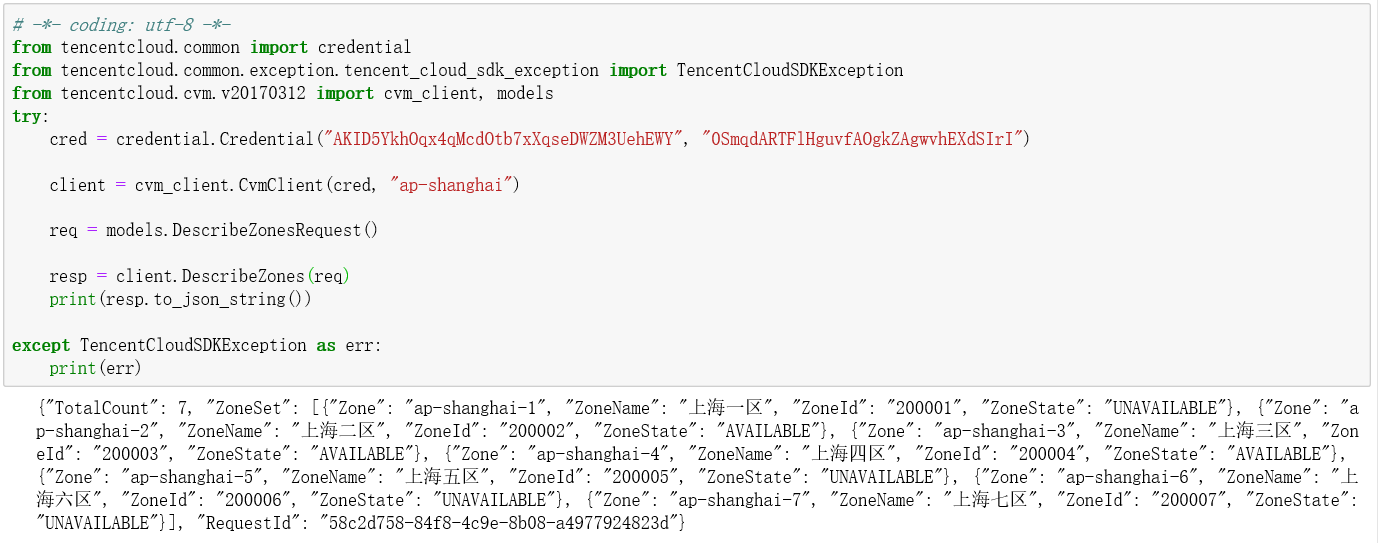 # -*- coding: utf-8 -*-
from tencentcloud.common import credential
from tencentcloud.common.exception.tencent_cloud_sdk_exception import TencentCloudSDKException
from tencentcloud.cvm.v20170312 import cvm_client, models
try:
    cred = credential.Credential("AKID5YkhOqx4qMcdOtb7xXqseDWZM3UehEWY", "OSmqdARTFlHguvfAOgkZAgwvhEXdSIrI")
    client = cvm_client.CvmClient(cred, "ap-shanghai")
    req = models.DescribeZonesRequest()
    resp = client.DescribeZones(req)
    print(resp.to_json_string())
except TencentCloudSDKException as err:
    print(err)
{"TotalCount": 7, "ZoneSet": [{"Zone": "ap-shanghai-1", "ZoneName": "上海一区", "ZoneId": "200001", "ZoneState": "UNAVAILABLE"}, {"Zone": "a
p-shanghai-2", "ZoneName": "上海二区", "ZoneId": "200002", "ZoneState": "AVAILABLE"}, {"Zone": "ap-shanghai-3", "ZoneName": "上海三区", "Zon
eId": "200003", "ZoneState": "AVAILABLE"}, {"Zone": "ap-shanghai-4", "ZoneName": "上海四区", "ZoneId": "200004", "ZoneState": "AVAILABLE"},
{"Zone": "ap-shanghai-5", "ZoneName": "上海五区", "ZoneId": "200005", "ZoneState": "UNAVAILABLE"}, {"Zone": "ap-shanghai-6", "ZoneName": "上
海六区", "ZoneId": "200006", "ZoneState": "UNAVAILABLE"}, {"Zone": "ap-shanghai-7", "ZoneName": "上海七区", "ZoneId": "200007", "ZoneState":
"UNAVAILABLE"}], "RequestId": "58c2d758-84f8-4c9e-8b08-a4977924823d"}